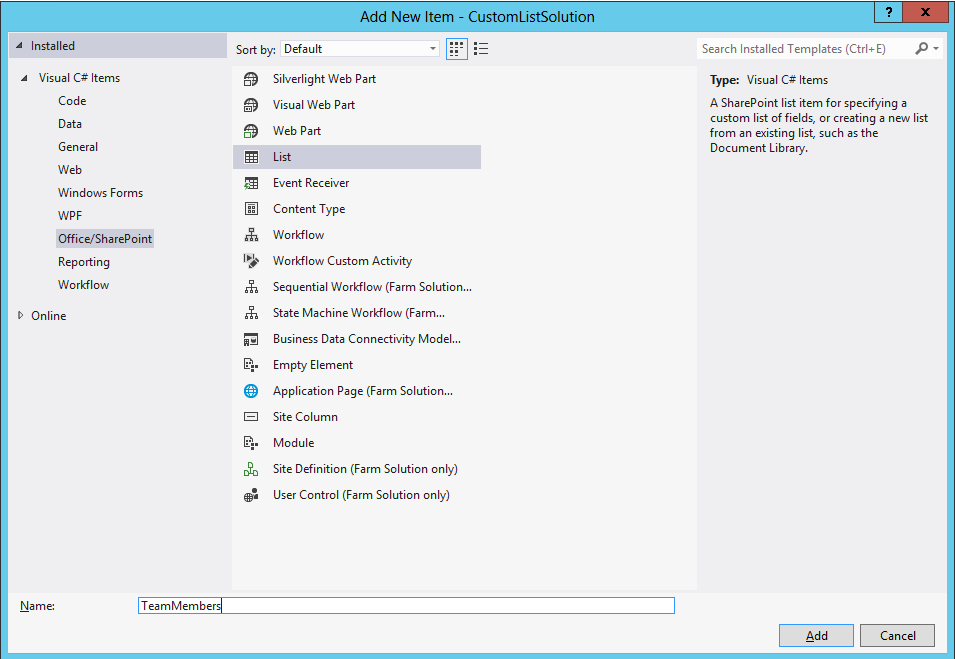 Add New Item - CustomListSolution
?
x
Installed
Sort by: Default
Search Installed Templates (Ctrl+E)
Visual C# Items
Code
Data
General
Web
Windows Forms
WPF
Office/SharePoint
Reporting
Workflow
Online
Silverlight Web Part
Visual Web Part
Web Part
List
Event Receiver
Content Type
Workflow
Workflow Custom Activity
Sequential Workflow (Farm Solution...
State Machine Workflow (Farm...
Business Data Connectivity Model...
Empty Element
Application Page (Farm Solution...
Site Column
Module
Site Definition (Farm Solution only)
User Control (Farm Solution only)
Type: Visual C# Items
A SharePoint list item for specifying a
custom list of fields, or creating a new list
from an existing list, such as the
Document Library.
Name: TeamMembers
Add
Cancel